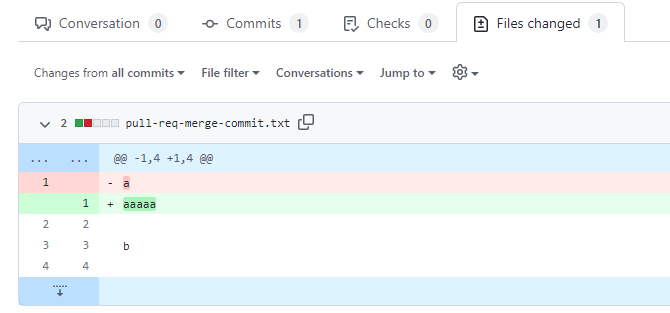 Conversation 0 Commits 1 Checks 0 Files changed 1
Changes from all commits File filter Conversations Jump to
2 pull-req-merge-commit.txt
... ... @@ -1,4 +1,4 @@
1 - a
1 + aaaaa
2 2
3 3 b
4 4